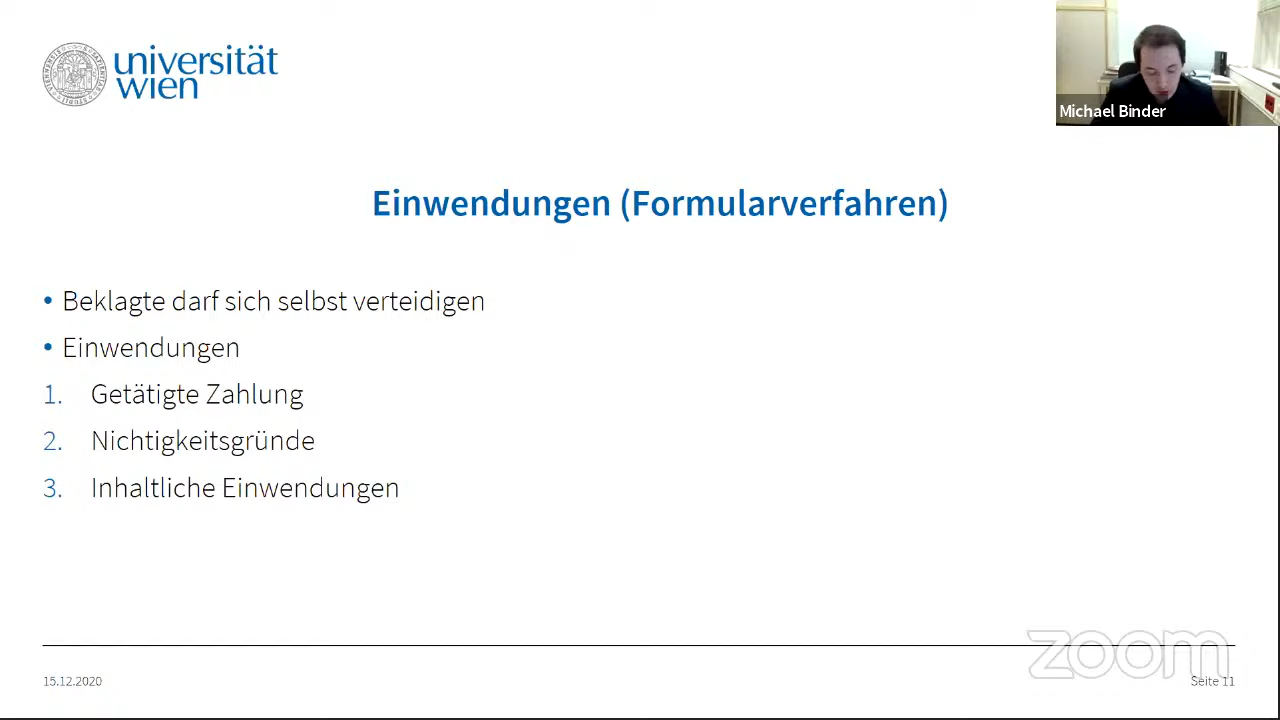 universität
wien
Michael Binder
Einwendungen (Formularverfahren)
• Beklagte darf sich selbst verteidigen
• Einwendungen
1. Getätigte Zahlung
2. Nichtigkeitsgründe
3. Inhaltliche Einwendungen
zoom
15.12.2020
Seite 11